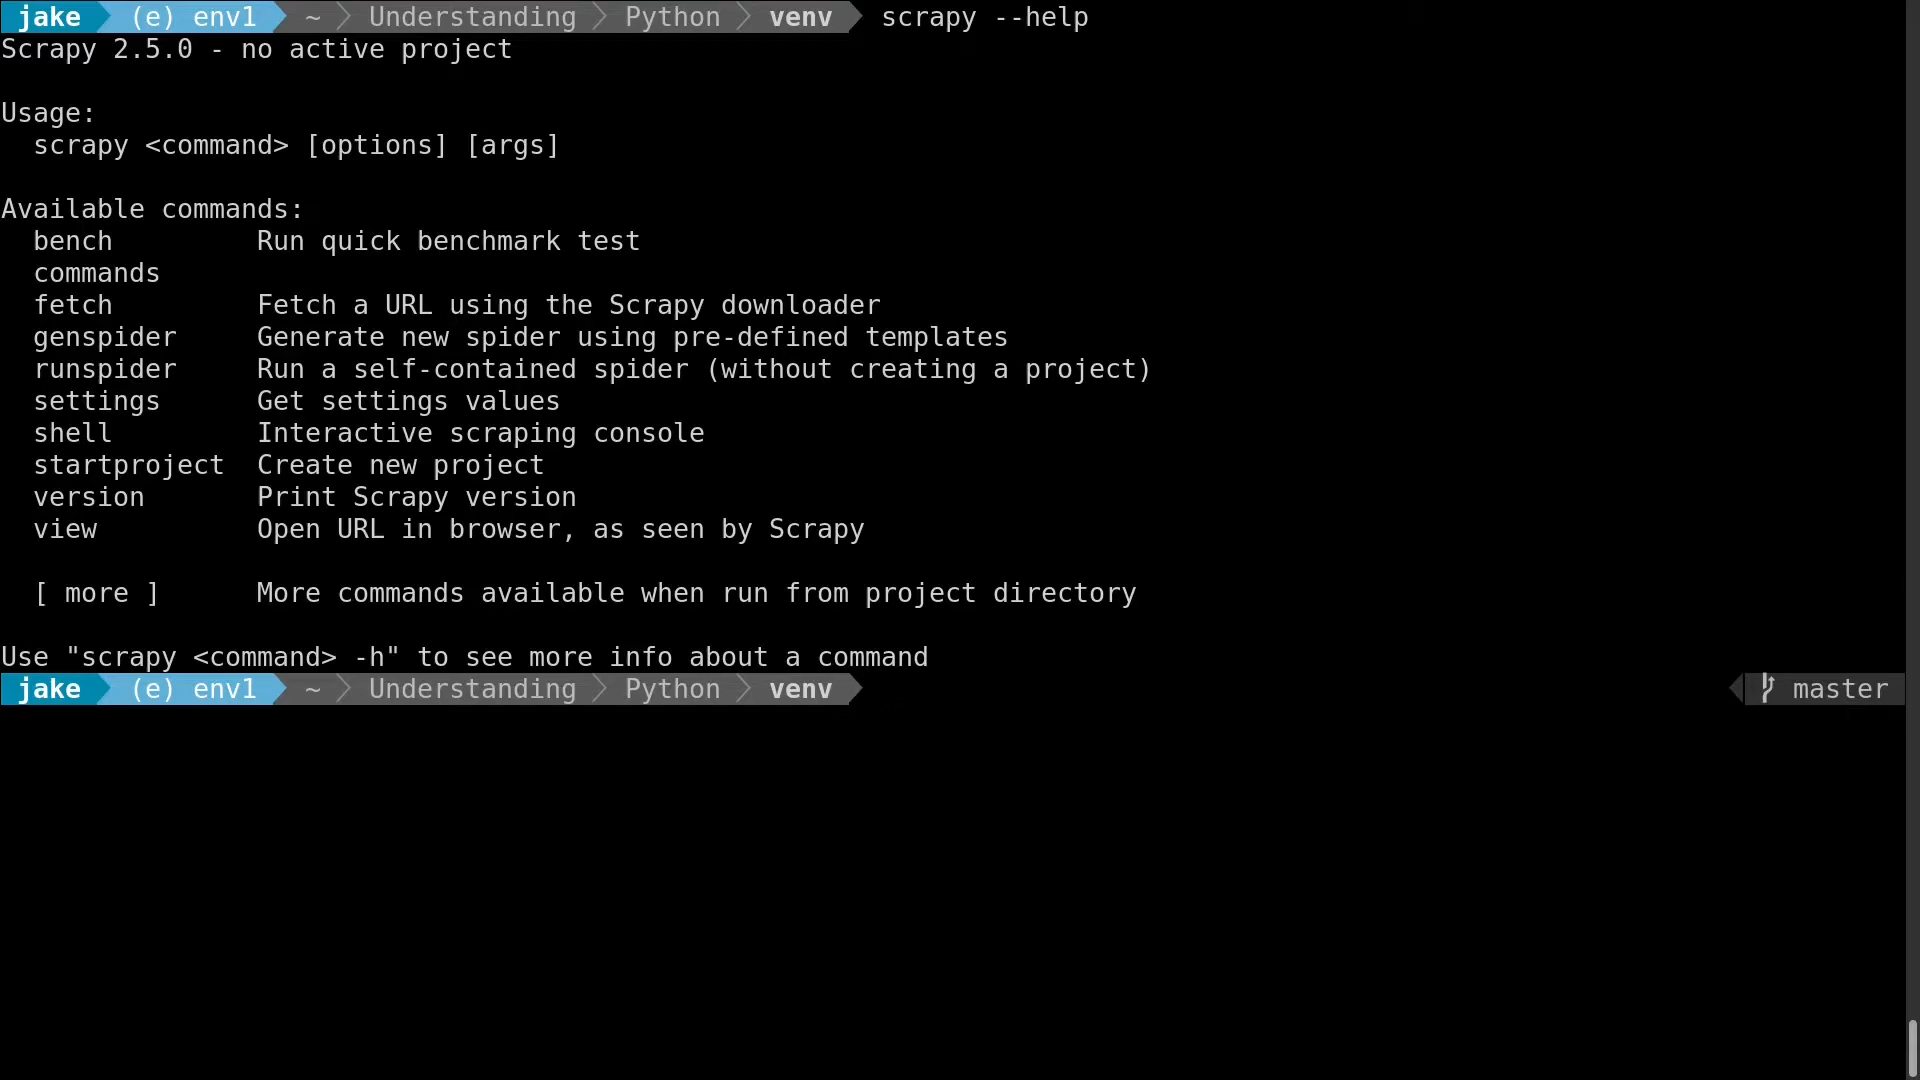 jake (e) env1 ~ Understanding Python venv scrapy --help
Scrapy 2.5.0 - no active project
Usage:
scrapy <command> [options] [args]
Available commands:
bench Run quick benchmark test
commands
fetch Fetch a URL using the Scrapy downloader
genspider Generate new spider using pre-defined templates
runspider Run a self-contained spider (without creating a project)
settings Get settings values
shell Interactive scraping console
startproject Create new project
version Print Scrapy version
view Open URL in browser, as seen by Scrapy
[ more ] More commands available when run from project directory
Use "scrapy <command> -h" to see more info about a command
jake (e) env1 ~ Understanding Python venv master